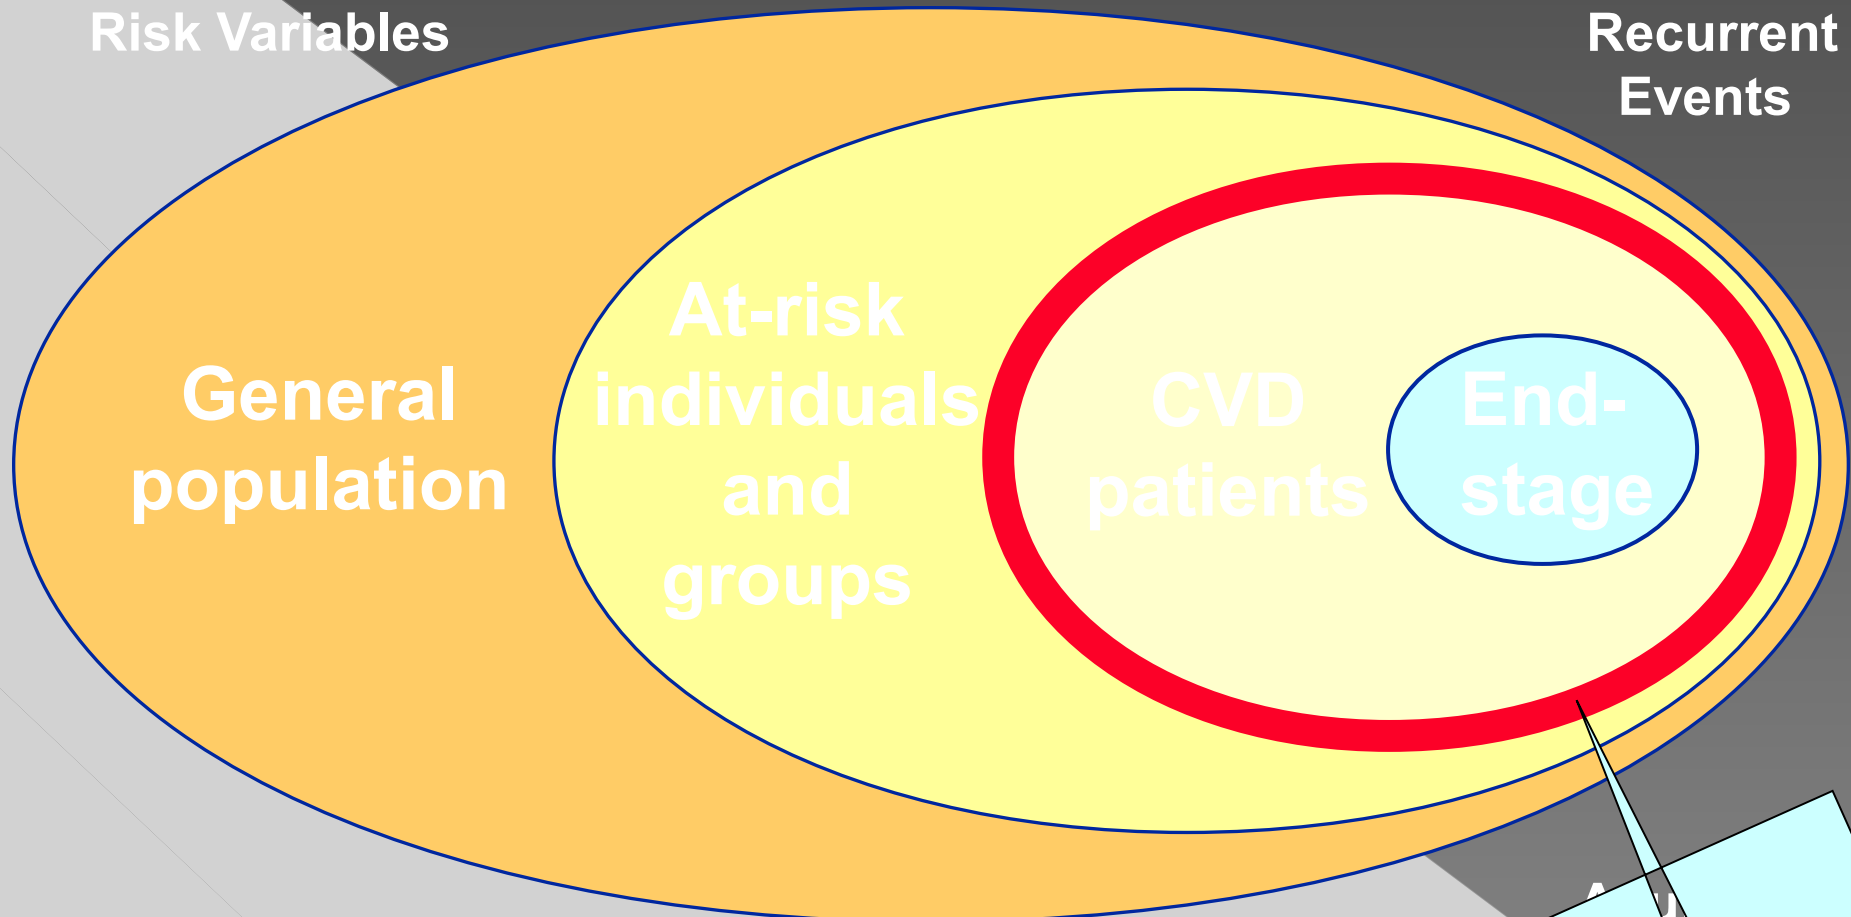 Risk Variables
Recurrent
Events
General
population
At-risk
individuals
and
groups
CVD
patients
End-
stage